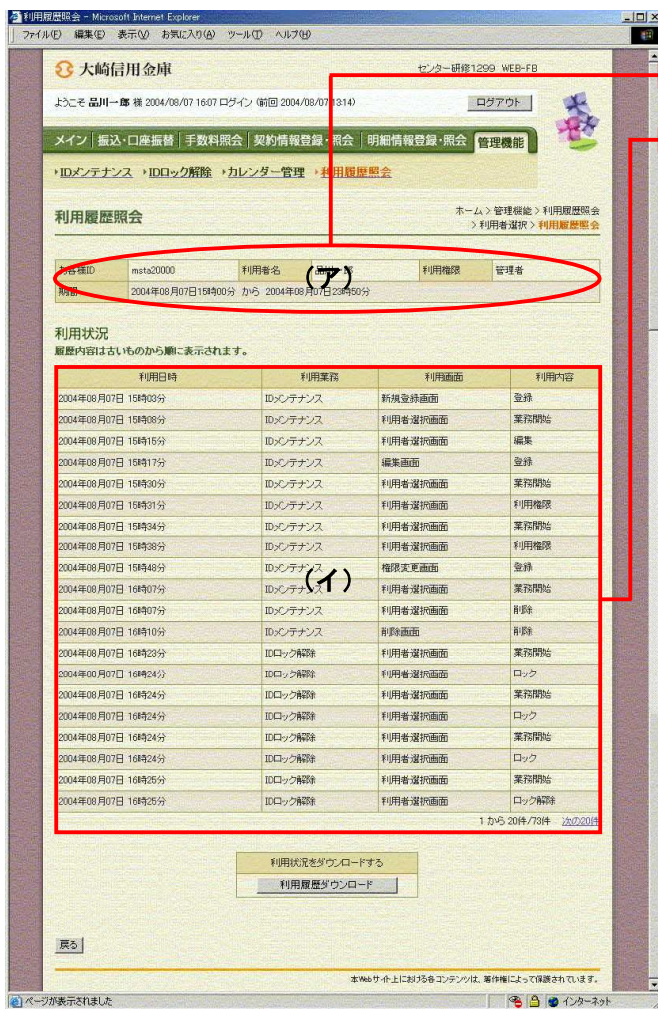 利用履歴照会 - Microsoft Internet Explorer
ファイル(F) 編集(E) 表示(V) お気に入り(A) ツール(T) ヘルプ(H)
大崎信用金庫
センター研修1299 WEB-FB
ようこそ 品川一郎 様 2004/08/07 16:07 ログイン (前回 2004/08/07 13:14)
ログアウト
メイン 振込・口座振替 手数料照会 契約情報登録・照会 明細情報登録・照会 管理機能
IDメンテナンス IDロック解除 カレンダー管理 利用履歴照会
利用履歴照会
ホーム > 管理機能 > 利用履歴照会
> 利用者選択 > 利用履歴照会
お客様ID msta20000 利用者名 品川一郎 利用権限 管理者
(ア)
期間 2004年08月07日15時00分 から 2004年08月07日23時50分
利用状況
履歴内容は古いものから順に表示されます。
利用日時 利用業務 利用画面 利用内容
2004年08月07日 15時03分 IDメンテナンス 新規登録画面 登録
2004年08月07日 15時08分 IDメンテナンス 利用者選択画面 業務開始
2004年08月07日 15時15分 IDメンテナンス 利用者選択画面 編集
2004年08月07日 15時17分 IDメンテナンス 編集画面 登録
2004年08月07日 15時30分 IDメンテナンス 利用者選択画面 業務開始
2004年08月07日 15時31分 IDメンテナンス 利用者選択画面 利用権限
2004年08月07日 15時34分 IDメンテナンス 利用者選択画面 業務開始
2004年08月07日 15時38分 IDメンテナンス 利用者選択画面 利用権限
2004年08月07日 15時48分 IDメンテナンス 権限変更画面 登録
(イ)
2004年08月07日 16時07分 IDメンテナンス 利用者選択画面 業務開始
2004年08月07日 16時07分 IDメンテナンス 利用者選択画面 削除
2004年08月07日 16時10分 IDメンテナンス 削除画面 削除
2004年08月07日 16時23分 IDロック解除 利用者選択画面 業務開始
2004年08月07日 16時24分 IDロック解除 利用者選択画面 ロック
2004年08月07日 16時24分 IDロック解除 利用者選択画面 業務開始
2004年08月07日 16時24分 IDロック解除 利用者選択画面 ロック
2004年08月07日 16時24分 IDロック解除 利用者選択画面 業務開始
2004年08月07日 16時24分 IDロック解除 利用者選択画面 ロック
2004年08月07日 16時25分 IDロック解除 利用者選択画面 業務開始
2004年08月07日 16時25分 IDロック解除 利用者選択画面 ロック解除
1 から 20件/73件 次の20件
利用状況をダウンロードする
利用履歴ダウンロード
戻る
本Webサイト上における各コンテンツは、著作権によって保護されています。
ページが表示されました
インターネット